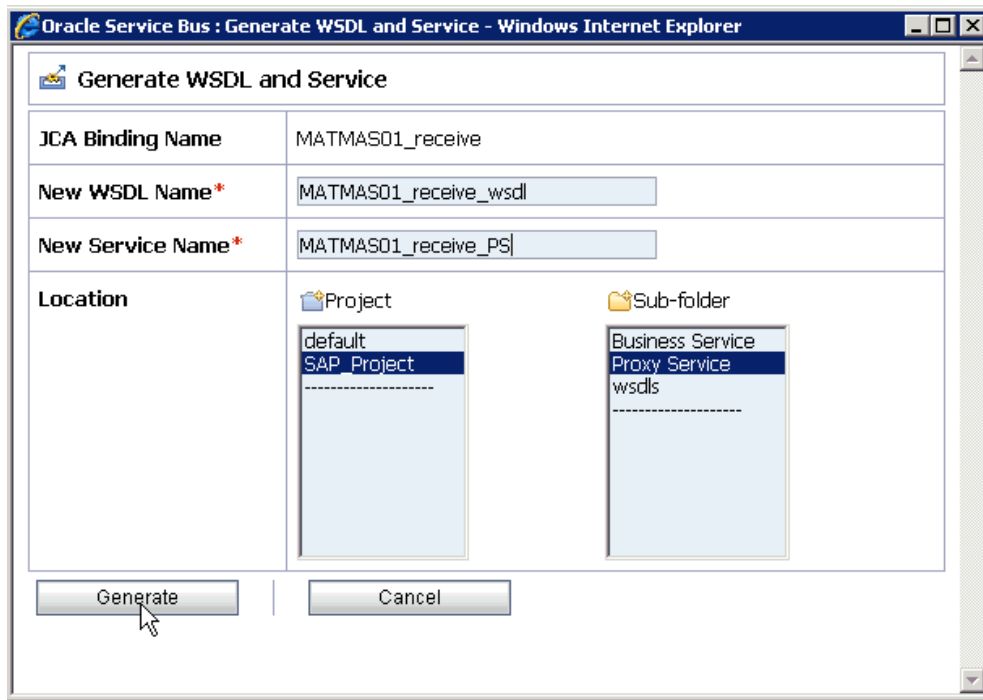 Oracle Service Bus : Generate WSDL and Service - Windows Internet Explorer
Generate WSDL and Service
JCA Binding Name MATMAS01_receive
New WSDL Name* MATMAS01_receive_wsdl
New Service Name* MATMAS01_receive_PS
Location Project Sub-folder
default Business Service
SAP_Project Proxy Service
-------------------- wsdls
--------------------
Generate Cancel